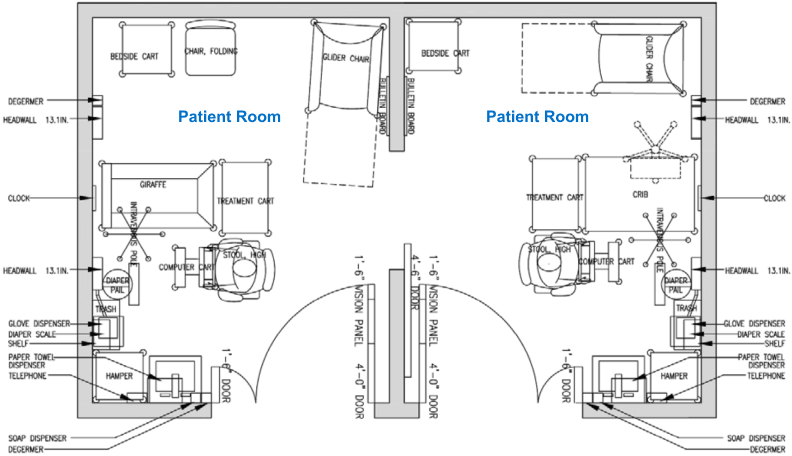 BEDSIDE CART
CHAIR, FOLDING
GLIDER CHAIR
BEDSIDE CART
GLIDER CHAIR
DEGERMER
HEADWALL 13.1IN.
Patient Room
BULLETIN BOARD
BULLETIN BOARD
Patient Room
DEGERMER
HEADWALL 13.1IN.
CLOCK
GIRAFFE
TREATMENT CART
TREATMENT CART
CRIB
CLOCK
INTRAVENOUS POLE
STOOL, HIGH
COMPUTER CART
STOOL, HIGH
COMPUTER CART
INTRAVENOUS POLE
HEADWALL 13.1IN.
DIAPER
PAIL
TRASH
1'-6" VISION PANEL
4'-0" DOOR
4'-6" DOOR
1'-6" VISION PANEL
4'-0" DOOR
DIAPER
PAIL
TRASH
HEADWALL 13.1IN.
GLOVE DISPENSER
DIAPER SCALE
SHELF
PAPER TOWEL
DISPENSER
TELEPHONE
HAMPER
1'-6" DOOR
1'-6" DOOR
HAMPER
GLOVE DISPENSER
DIAPER SCALE
SHELF
PAPER TOWEL
DISPENSER
TELEPHONE
SOAP DISPENSER
DEGERMER
SOAP DISPENSER
DEGERMER